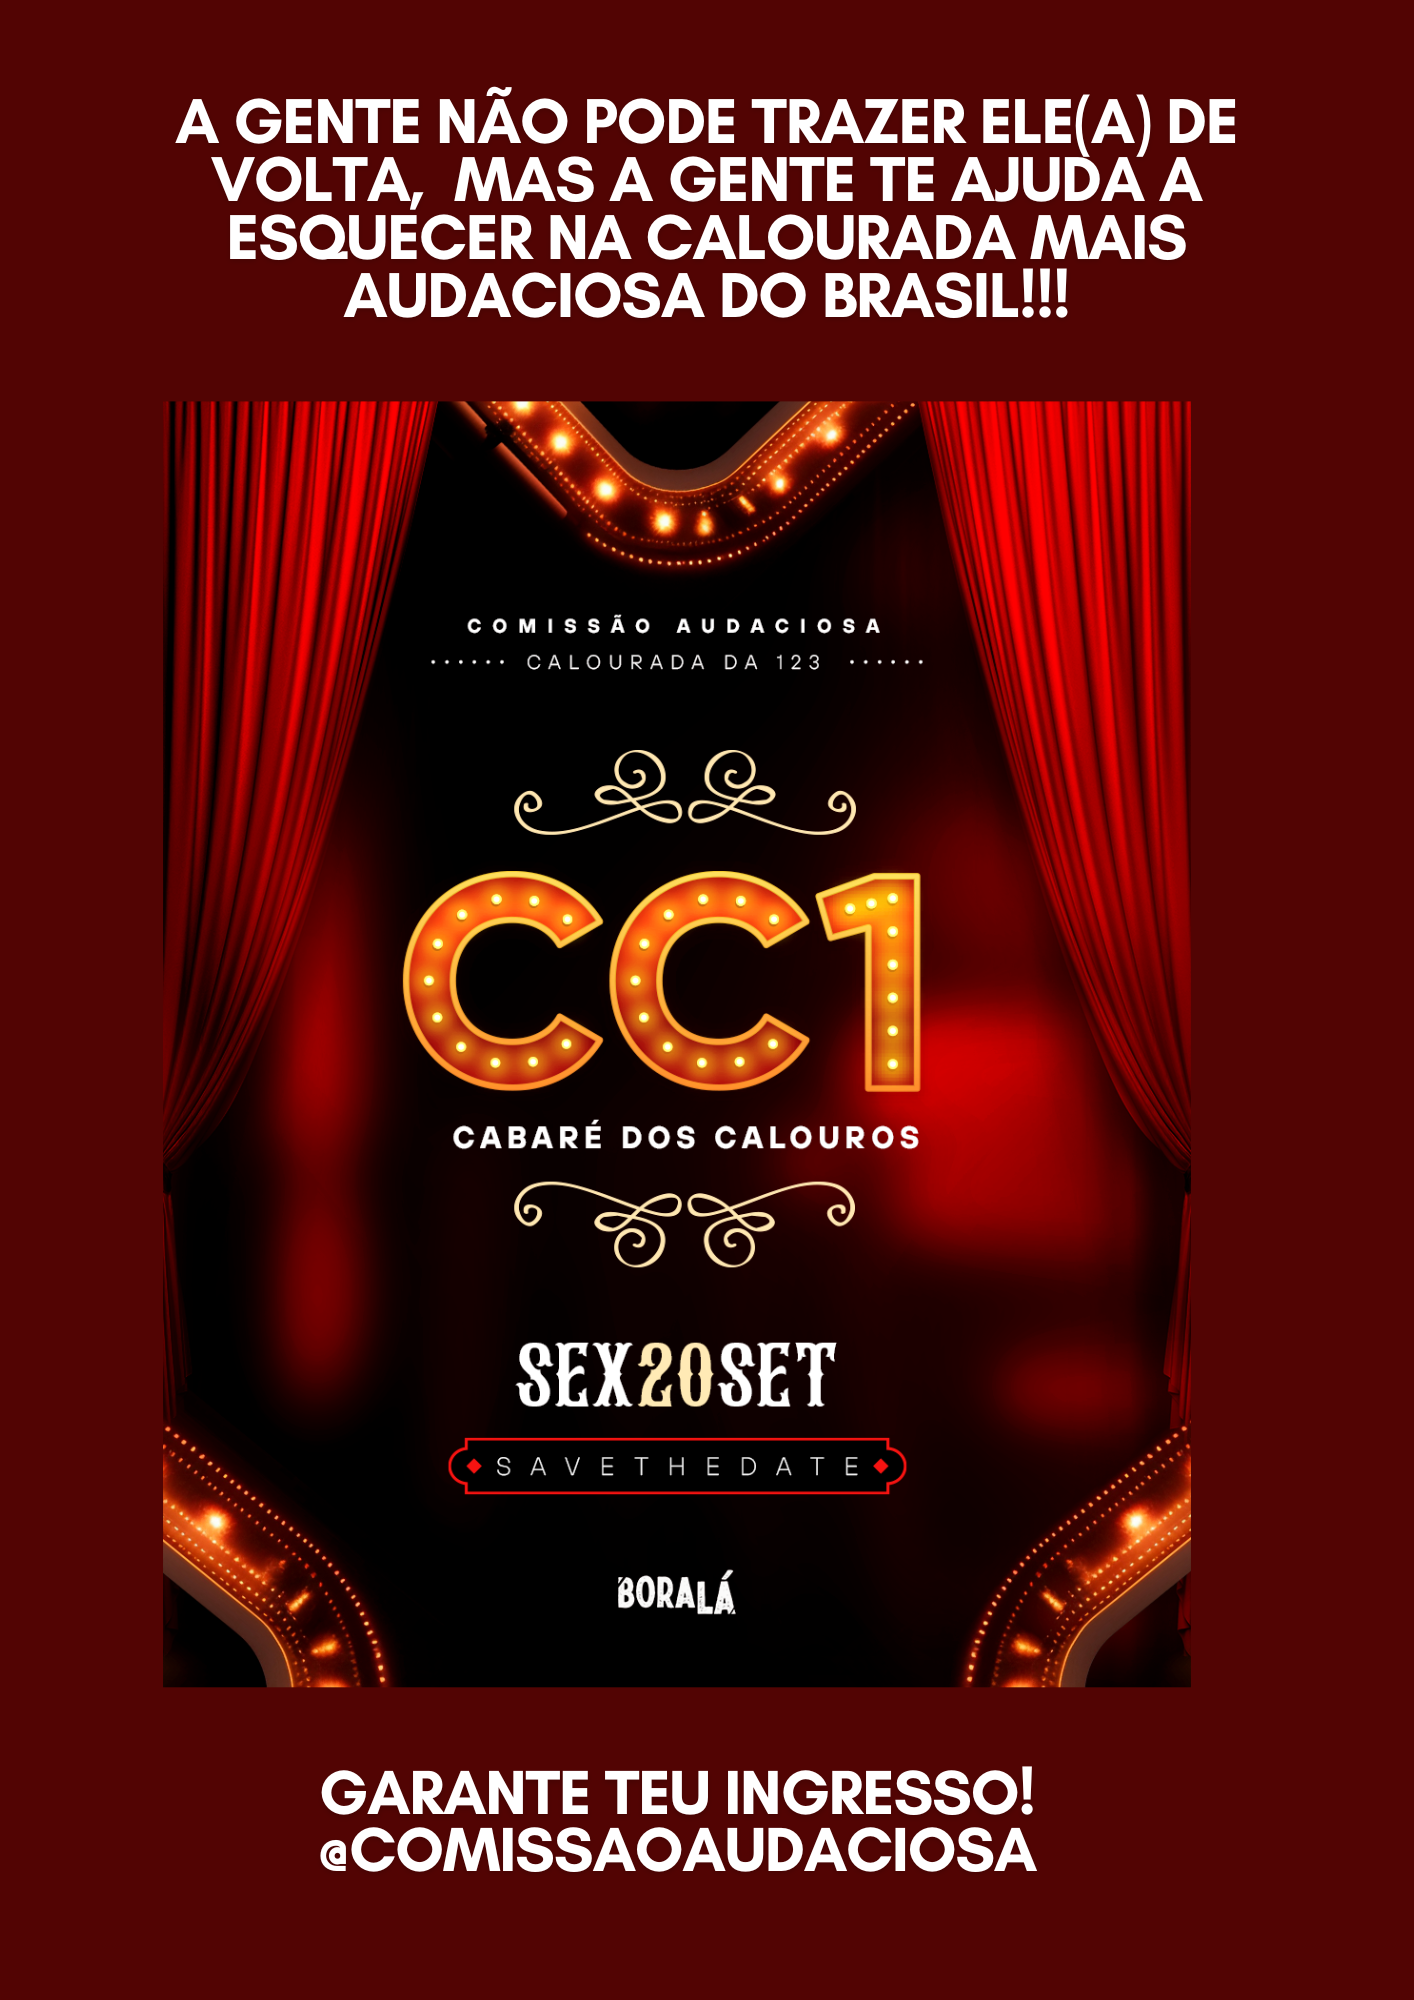 A GENTE NÃO PODE TRAZER ELE(A) DE
VOLTA,  MAS A GENTE TE AJUDA A
ESQUECER NA CALOURADA MAIS
AUDACIOSA DO BRASIL!!!
COMISSÃO AUDACIOSA
...... CALOURADA DA 123 ......
CC1
CABARÉ DOS CALOUROS
SEX20SET
SAVETHEDATE
BORALÁ
GARANTE TEU INGRESSO!
@COMISSAOAUDACIOSA